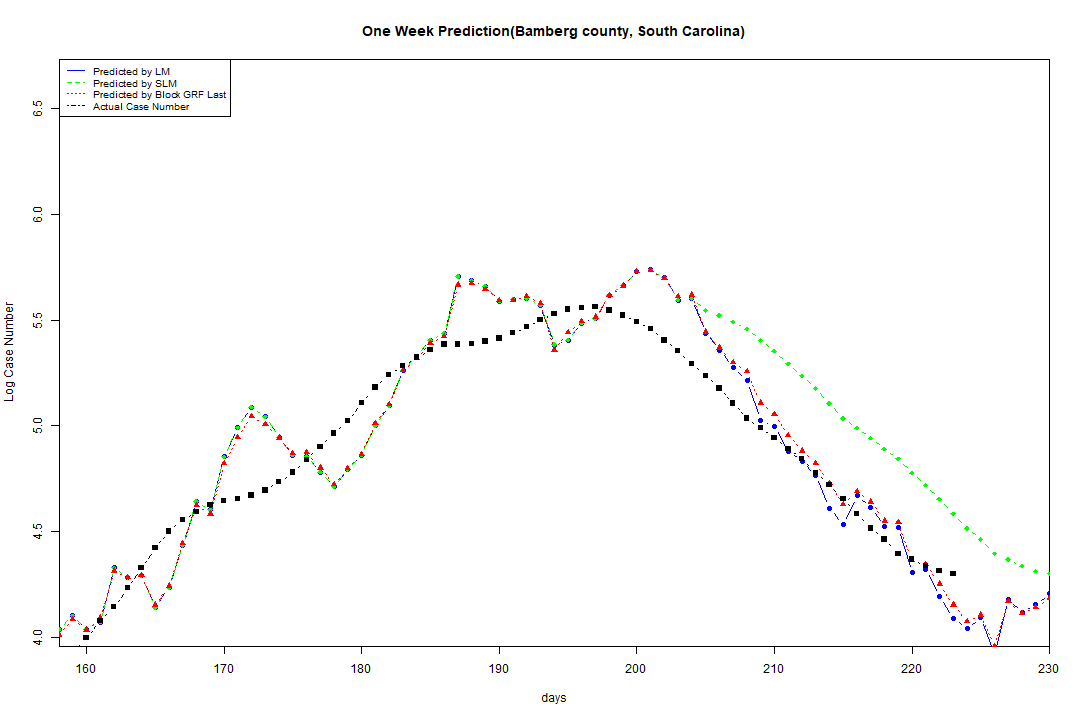 One Week Prediction(Bamberg county, South Carolina)
Predicted by LM
Predicted by SLM
Predicted by Block GRF Last
Actual Case Number
6.5
6.0
5.5
5.0
4.5
4.0
Log Case Number
160 170 180 190 200 210 220 230
days